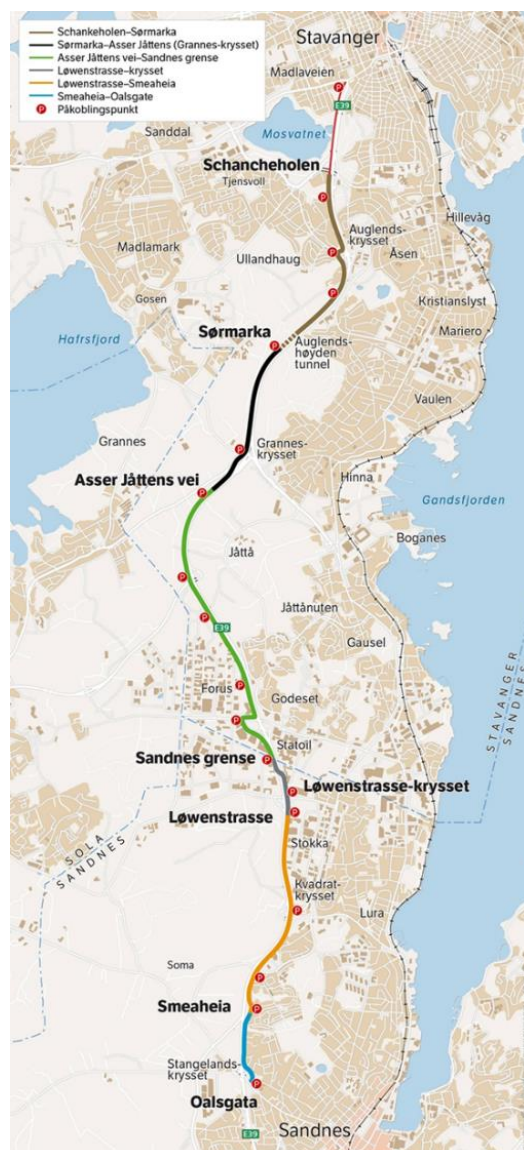 Schankeholen–Sørmarka
Sørmarka–Asser Jåttens (Grannes-krysset)
Asser Jåttens vei–Sandnes grense
Løwenstrasse–krysset
Løwenstrasse–Smeaheia
Smeaheia–Oalsgate
P Påkoblingspunkt
Stavanger
Madlaveien
P
E39
Sanddal
Mosvatnet
Schancheholen
Tjensvoll
P
Hillevåg
Auglends-
krysset
Madlamark
Ullandhaug
P
Åsen
Gosen
P
Kristianslyst
Sørmarka
P
Mariero
Hafrsfjord
Auglends-
høyden
tunnel
Vaulen
Grannes
P
Grannes-
krysset
Asser Jåttens vei
P
Hinna
Gandsfjorden
Boganes
Jåttå
P
Jåttånuten
P
E39
Gausel
Forus
P
Godeset
STAVANGER
SANDNES
P
Statoil
Sandnes grense
P
Løwenstrasse-krysset
P
Løwenstrasse
P
SOLA
SANDNES
Stokka
Kvadrat-
krysset
P
Lura
Soma
P
Smeaheia
P
Stangelands-
krysset
P
Oalsgata
E39
Sandnes